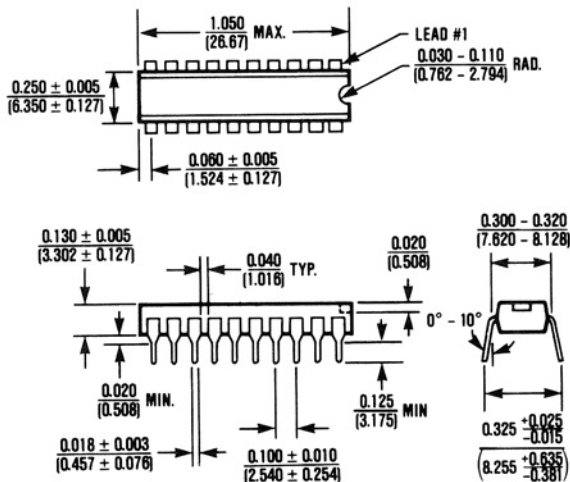 1.050
(26.67) MAX.
LEAD #1
0.030 – 0.110
(0.762 – 2.794) RAD.
0.250 ± 0.005
(6.350 ± 0.127)
0.060 ± 0.005
(1.524 ± 0.127)
0.130 ± 0.005
(3.302 ± 0.127)
0.040
(1.016) TYP.
0.020
(0.508)
0.300 – 0.320
(7.620 – 8.128)
0° – 10°
0.020
(0.508) MIN.
0.125
(3.175) MIN
0.018 ± 0.003
(0.457 ± 0.076)
0.100 ± 0.010
(2.540 ± 0.254)
0.325 +0.025
–0.015
(8.255 +0.635
–0.381)